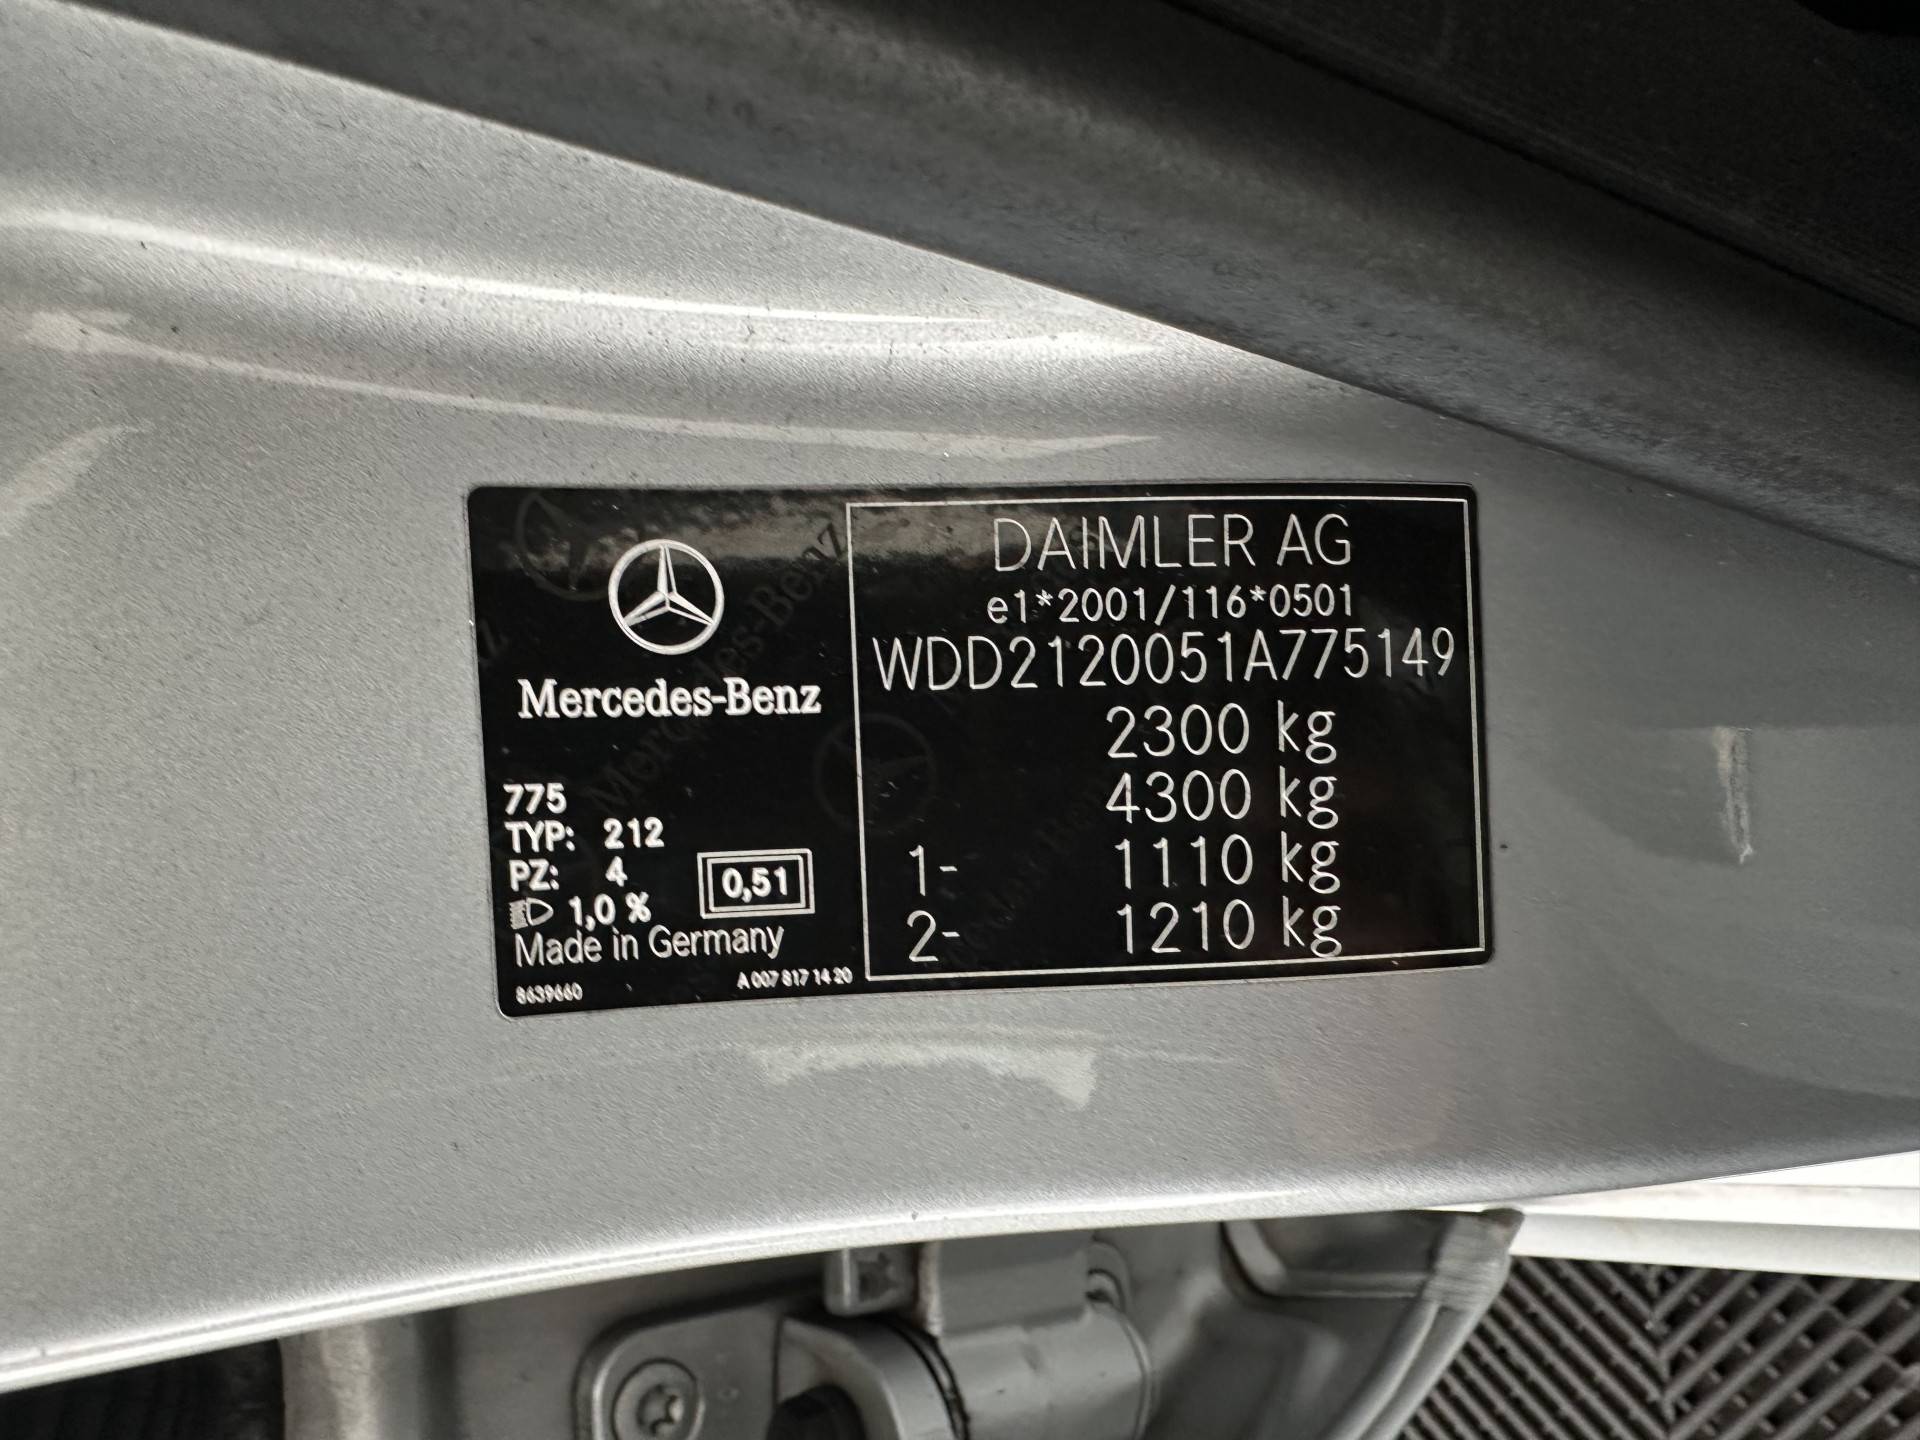 Mercedes-Benz
775
TYP: 212
PZ: 4
1,0 %
0,51
Made in Germany
8639660
A 007 817 14 20
DAIMLER AG
e1*2001/116*0501
WDD2120051A775149
2300 kg
4300 kg
1- 1110 kg
2- 1210 kg